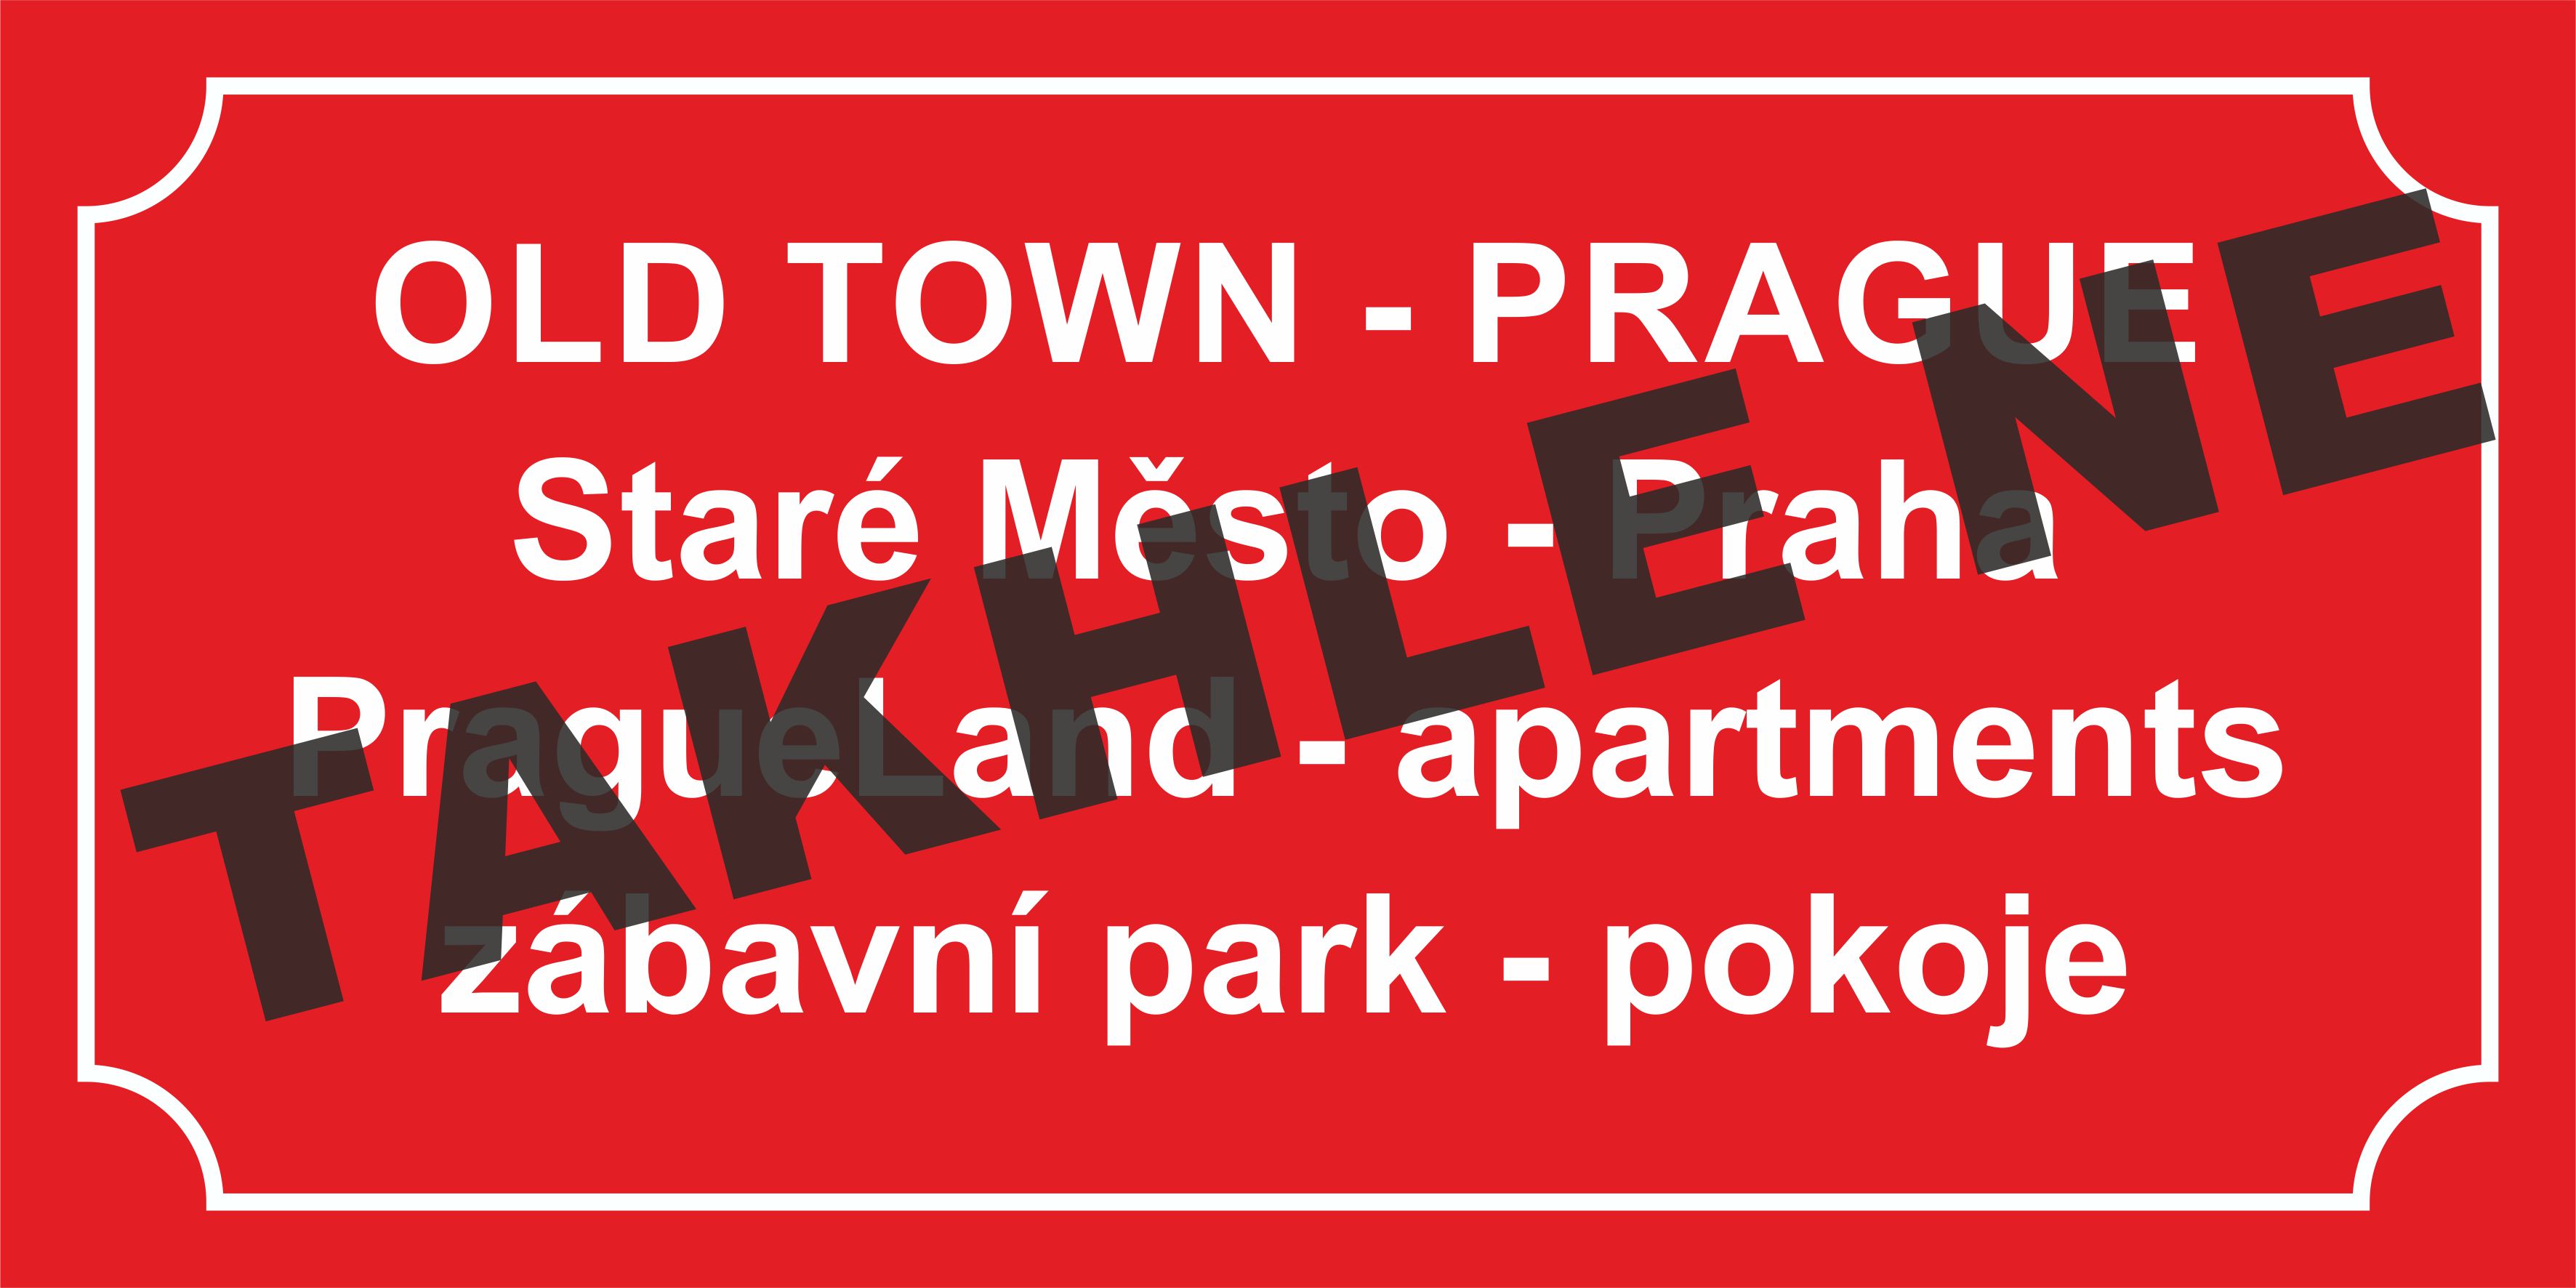 OLD TOWN - PRAGUE
Staré Město - Praha
PragueLand - apartments
zábavní park - pokoje
TAKHLE NE